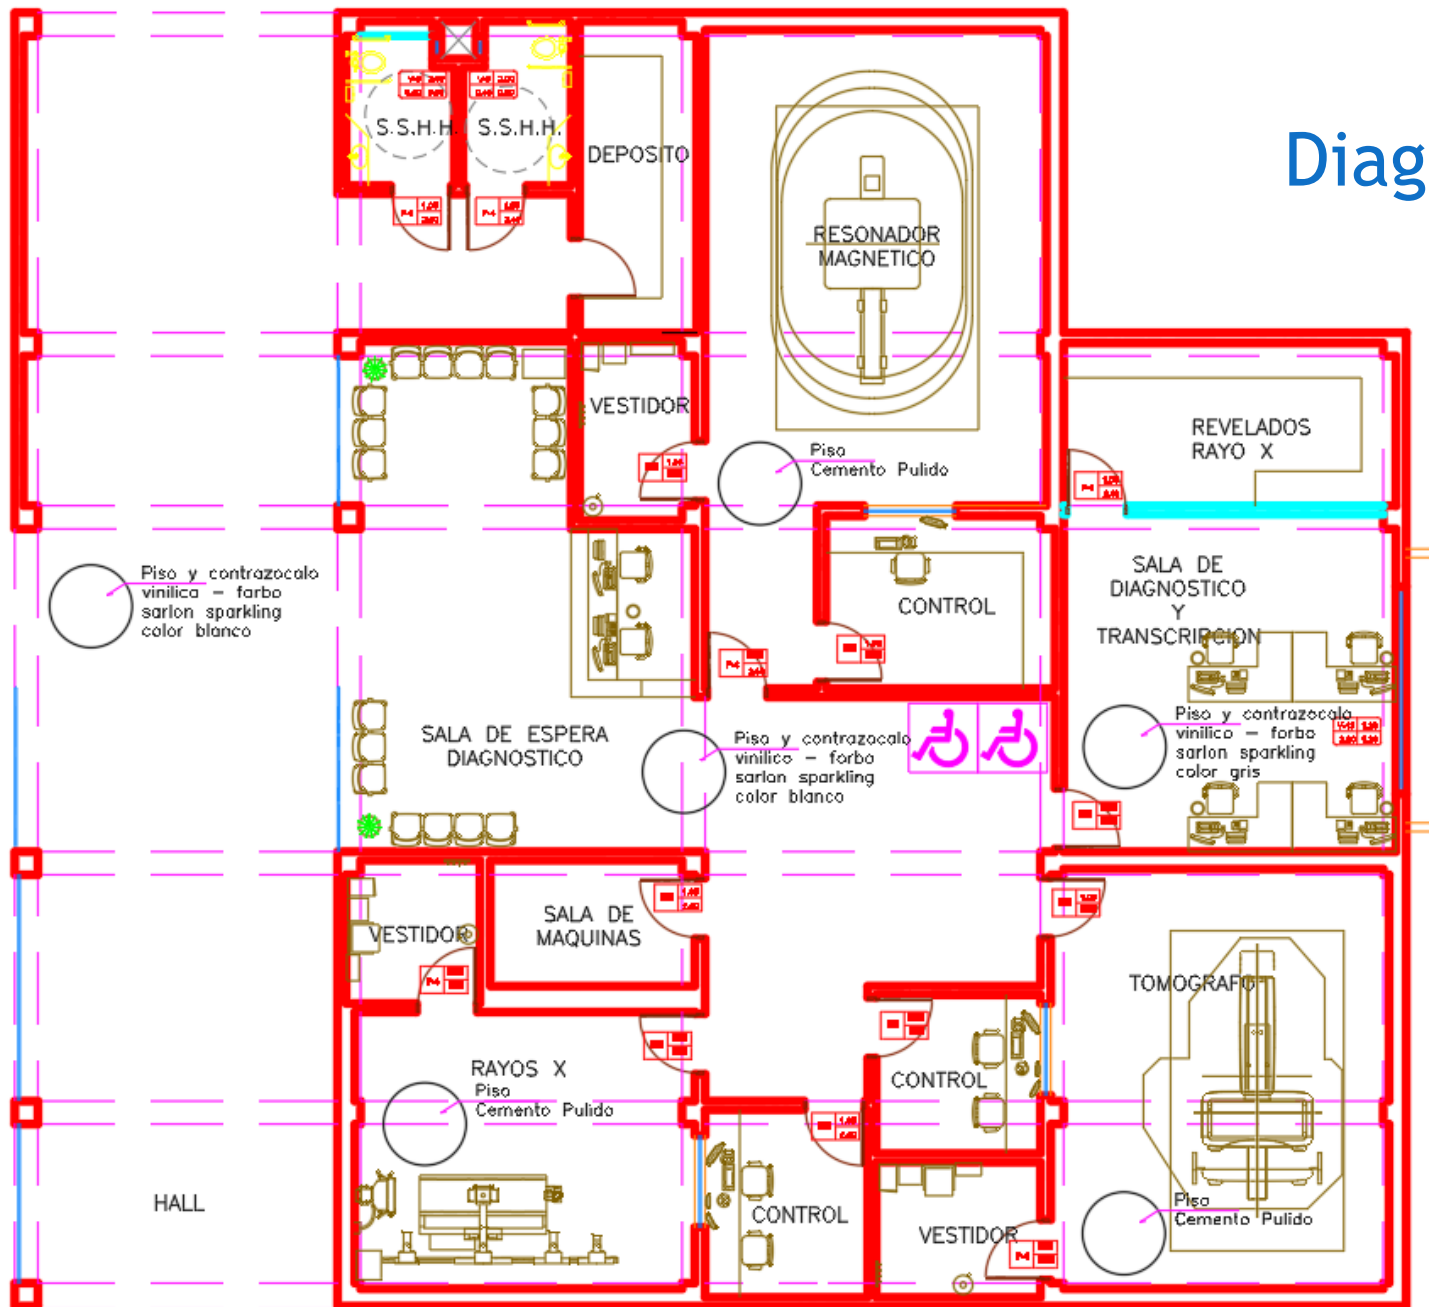 Diag
S.S.H.H.
S.S.H.H.
DEPOSITO
RESONADOR
MAGNETICO
VESTIDOR
Piso
Cemento Pulido
REVELADOS
RAYO X
CONTROL
SALA DE
DIAGNOSTICO
Y
TRANSCRIPCION
Piso y contrazocalo
vinilica - forbo
sarlon sparkling
color blanco
SALA DE ESPERA
DIAGNOSTICO
Piso y contrazocalo
vinilico - forbo
sarlon sparkling
color blanco
Piso y contrazocalo
vinilico - forbo
sarlon sparkling
color gris
VESTIDOR
SALA DE
MAQUINAS
TOMOGRAFO
RAYOS X
Piso
Cemento Pulido
CONTROL
HALL
CONTROL
VESTIDOR
Piso
Cemento Pulido